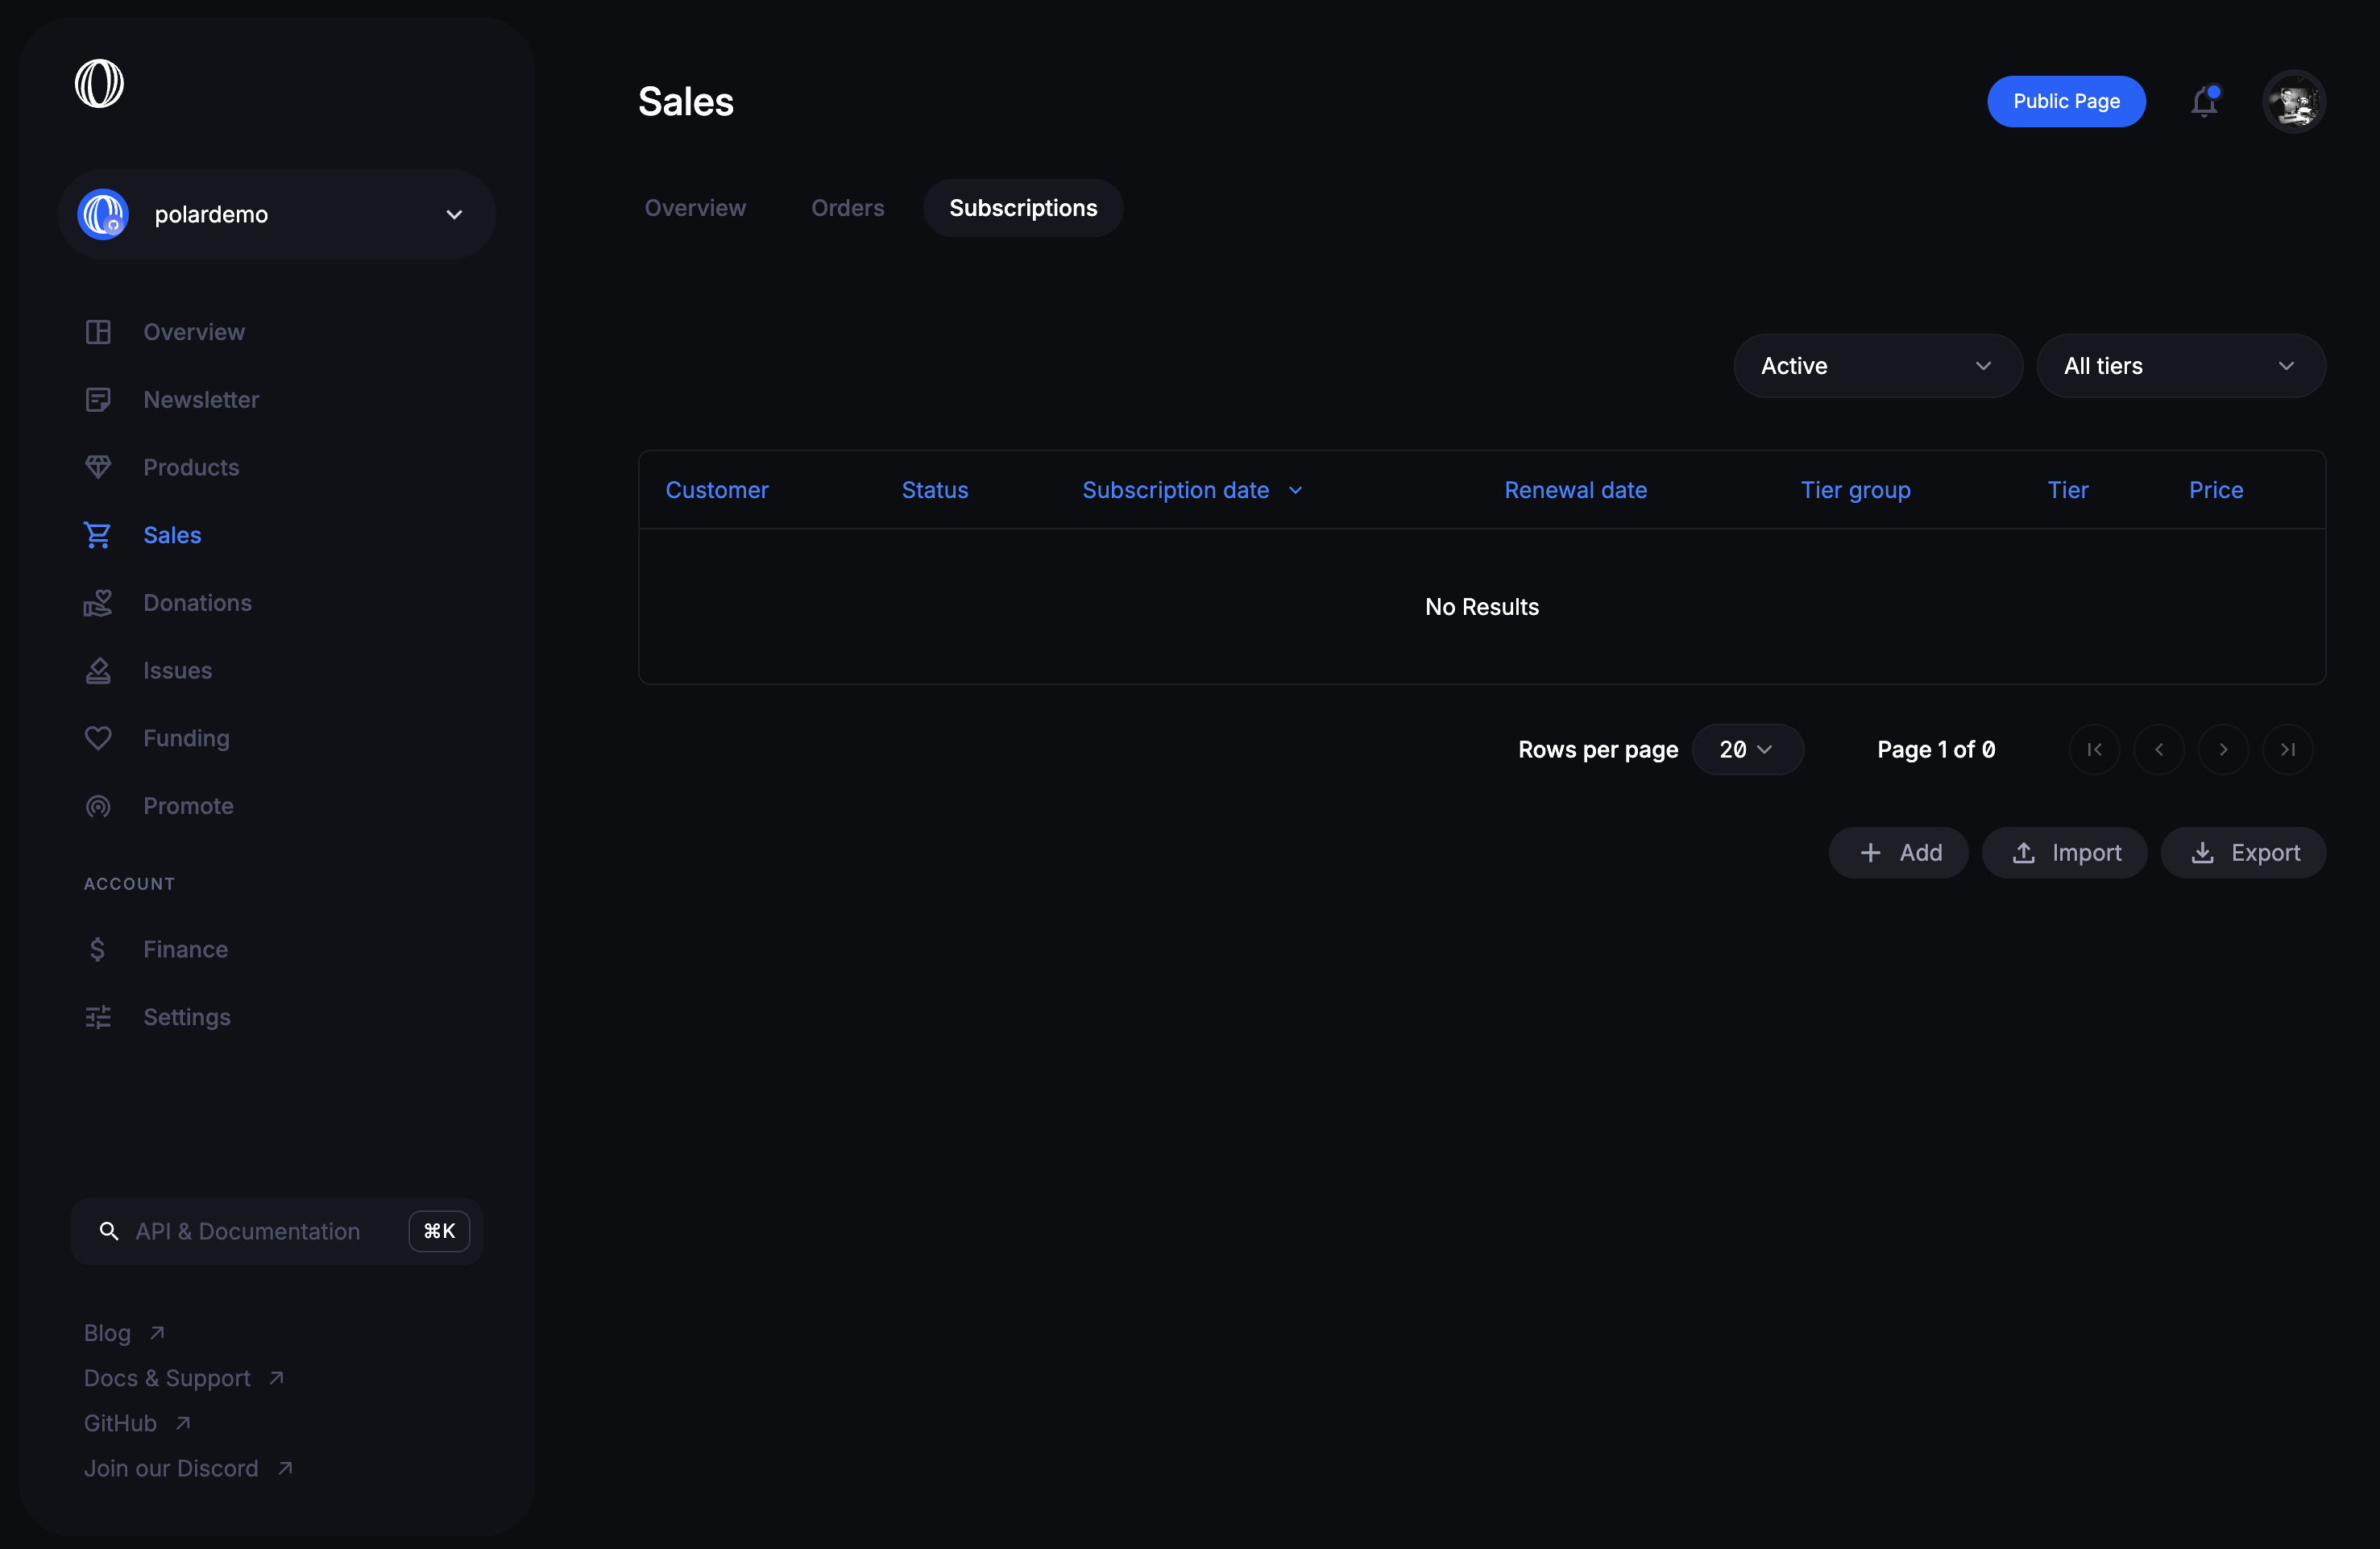 polardemo
Overview
Newsletter
Products
Sales
Donations
Issues
Funding
Promote
ACCOUNT
Finance
Settings
API & Documentation ⌘K
Blog
Docs & Support
GitHub
Join our Discord
Sales
Public Page
Overview Orders Subscriptions
Active All tiers
Customer Status Subscription date Renewal date Tier group Tier Price
No Results
Rows per page 20 Page 1 of 0
Add Import Export